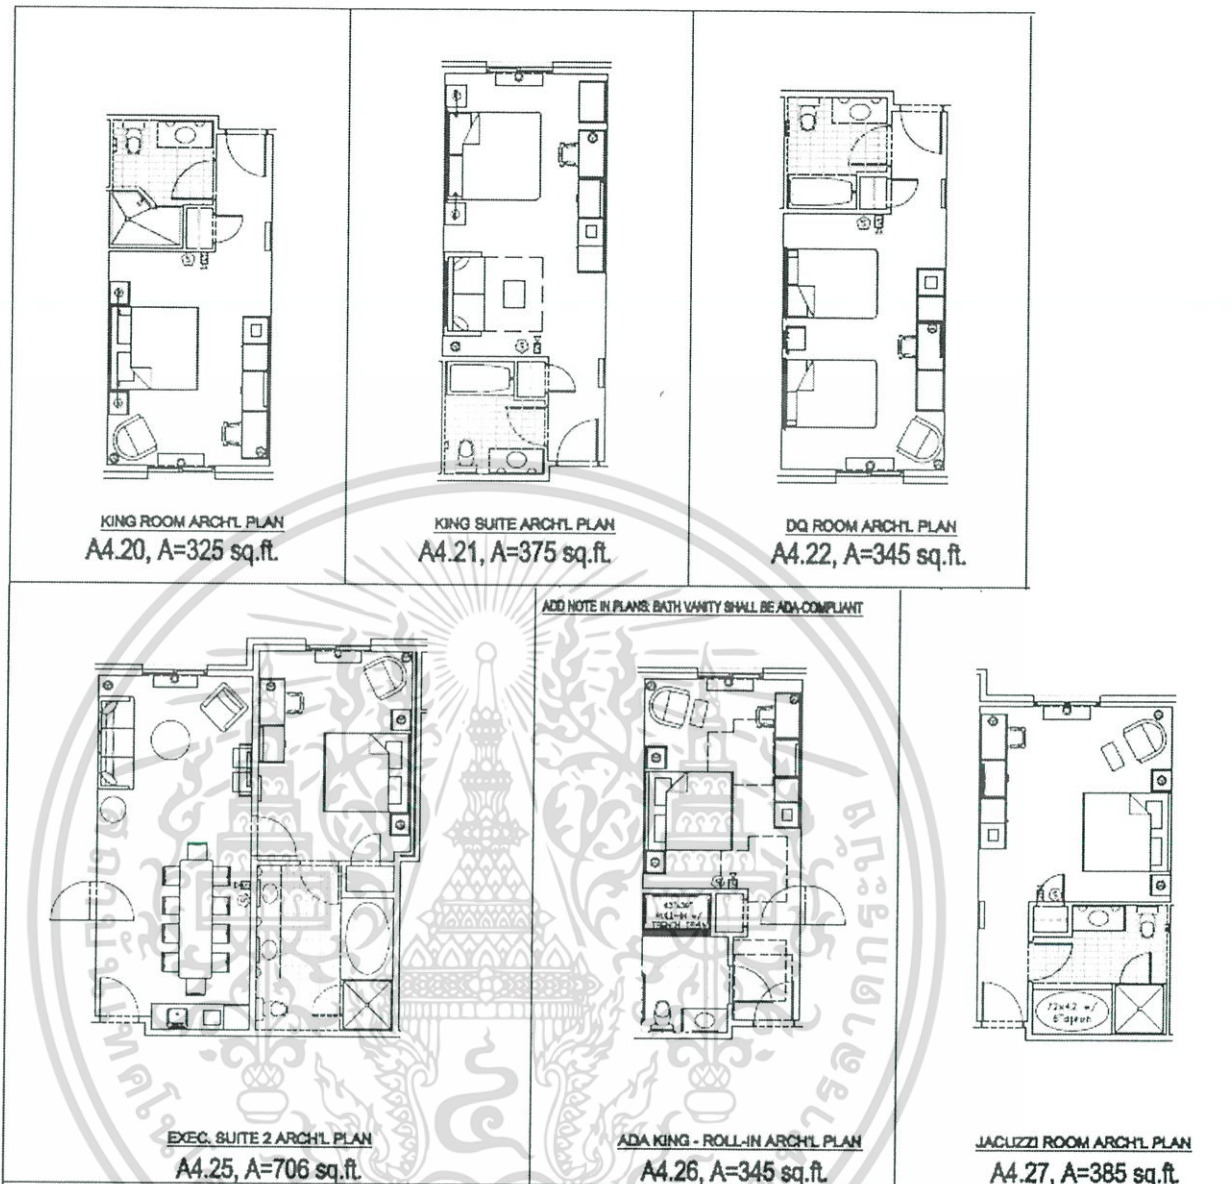 KING ROOM ARCH'L PLAN
A4.20, A=325 sq.ft.
KING SUITE ARCH'L PLAN
A4.21, A=375 sq.ft.
DQ ROOM ARCH'L PLAN
A4.22, A=345 sq.ft.
ADD NOTE IN PLANS: BATH VANITY SHALL BE ADA-COMPLIANT
ROLL-IN w/
72x42 w/
EXEC. SUITE 2 ARCH'L PLAN
A4.25, A=706 sq.ft.
ADA KING - ROLL-IN ARCH'L PLAN
A4.26, A=345 sq.ft.
JACUZZI ROOM ARCH'L PLAN
A4.27, A=385 sq.ft.